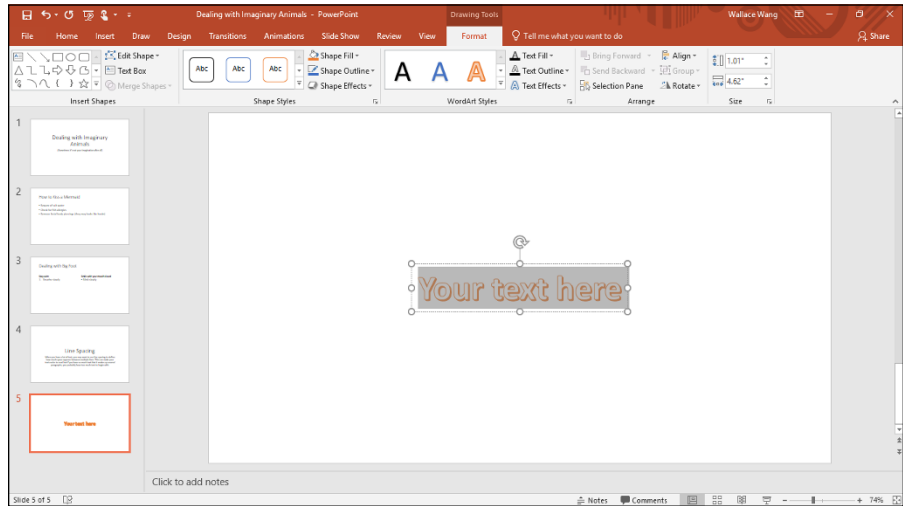 Dealing with Imaginary Animals - PowerPoint
Drawing Tools
Wallace Wang
File Home Insert Draw Design Transitions Animations Slide Show Review View Format Tell me what you want to do Share
Edit Shape
Text Box
Merge Shapes
Insert Shapes
Abc Abc Abc
Shape Fill
Shape Outline
Shape Effects
Shape Styles
A A A
Text Fill
Text Outline
Text Effects
WordArt Styles
Bring Forward
Send Backward
Selection Pane
Align
Group
Rotate
Arrange
1.01"
4.62"
Size
1
Dealing with Imaginary
Animals
2
How to Hug a Mermaid
3
Dealing with Big Foot
4
Line Spacing
5
Your text here
Your text here
Click to add notes
Slide 5 of 5
Notes Comments
74%